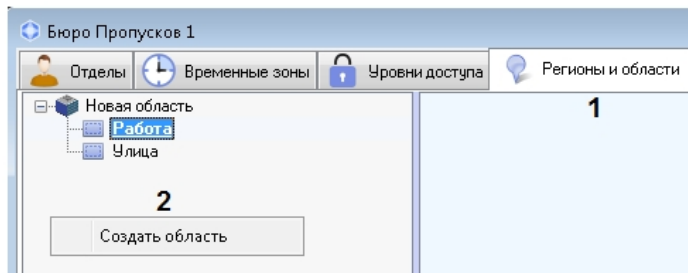 Бюро Пропусков 1
Отделы Временные зоны Уровни доступа Регионы и области
1
Новая область
Работа
Улица
2
Создать область